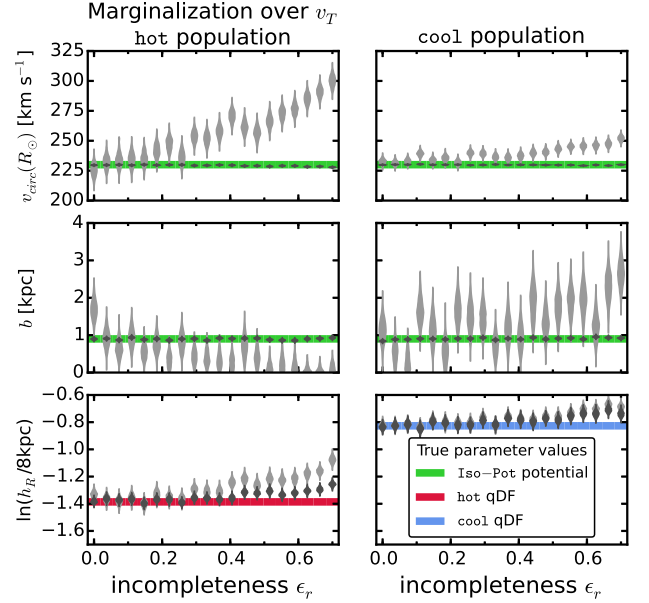 Marginalization over v_T
hot population
cool population
v_circ(R_⊙) [km s⁻¹]
325
300
275
250
225
200
b [kpc]
4
3
2
1
0
ln(h_R/8kpc)
−0.6
−0.8
−1.0
−1.2
−1.4
−1.6
True parameter values
Iso−Pot potential
hot qDF
cool qDF
0.0 0.2 0.4 0.6
0.0 0.2 0.4 0.6
incompleteness ϵ_r
incompleteness ϵ_r